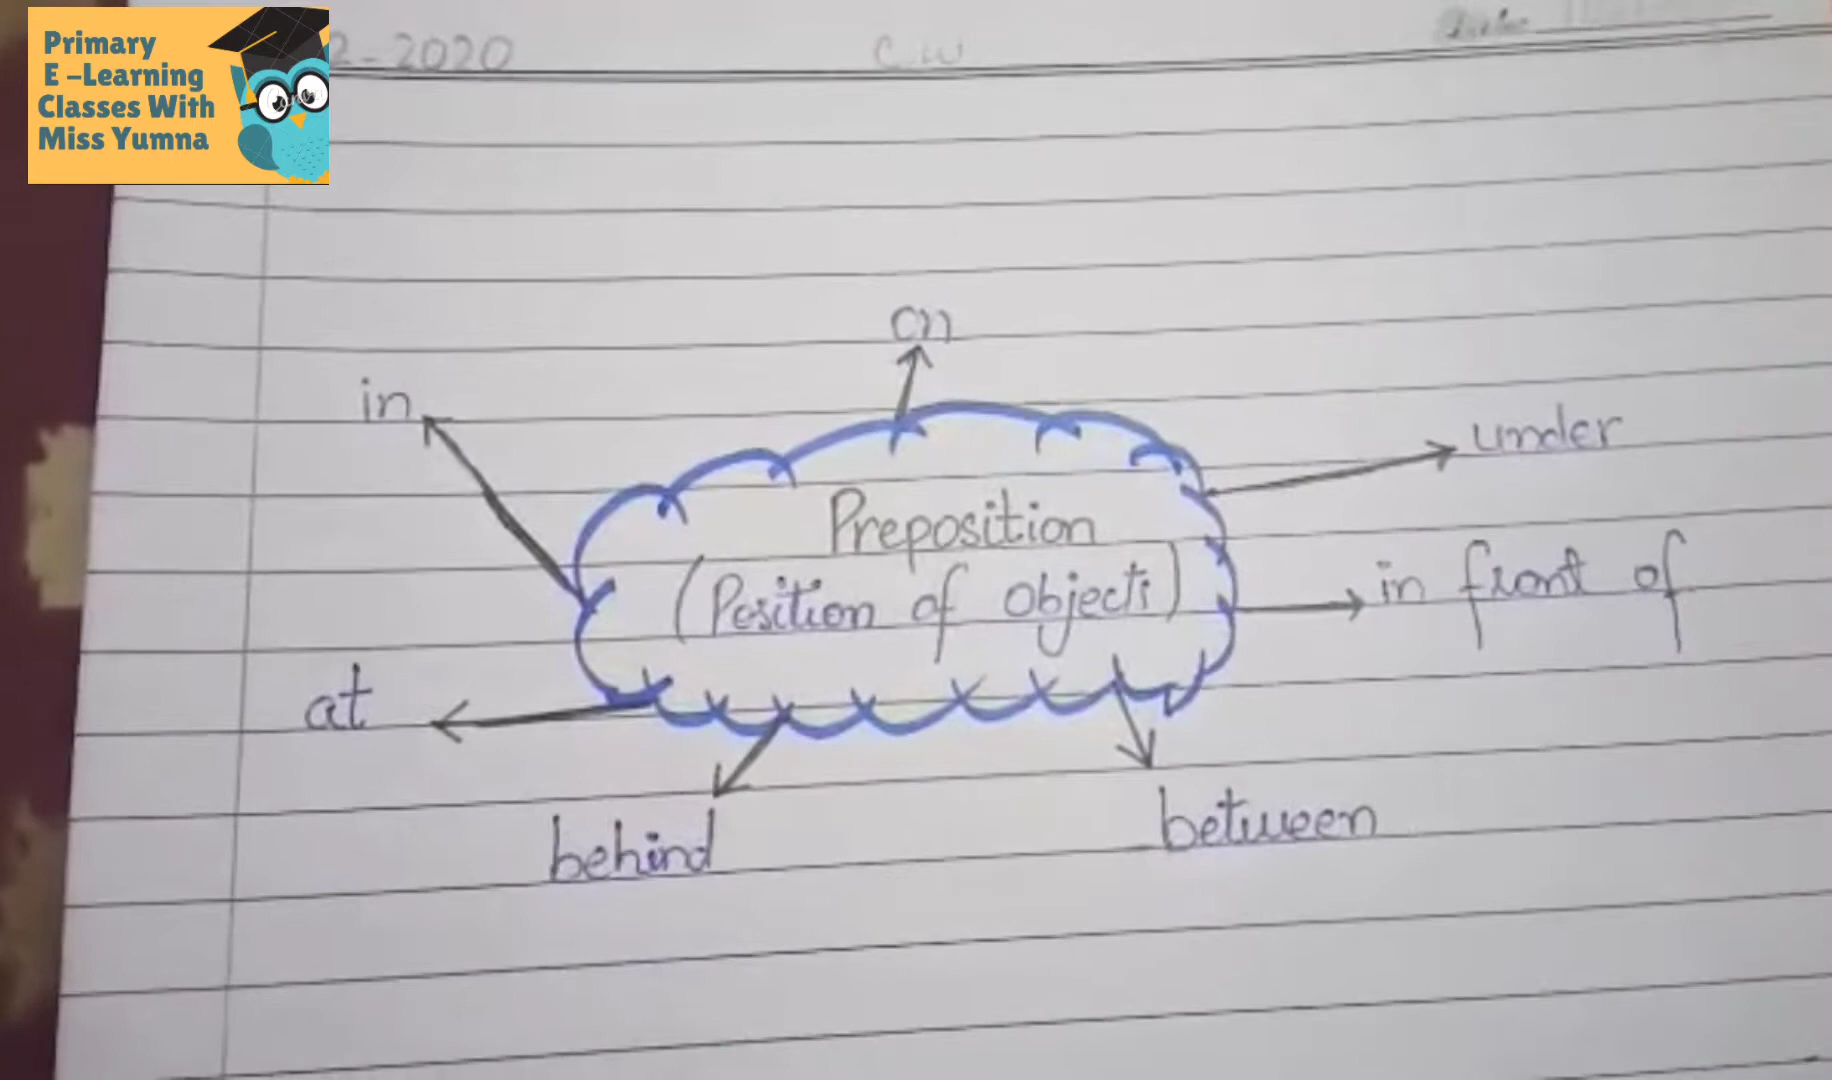 Primary
E -Learning
Classes With
Miss Yumna
2-2020
CW
on
in
under
Preposition
(Position of Objects)
in front of
at
behind
between